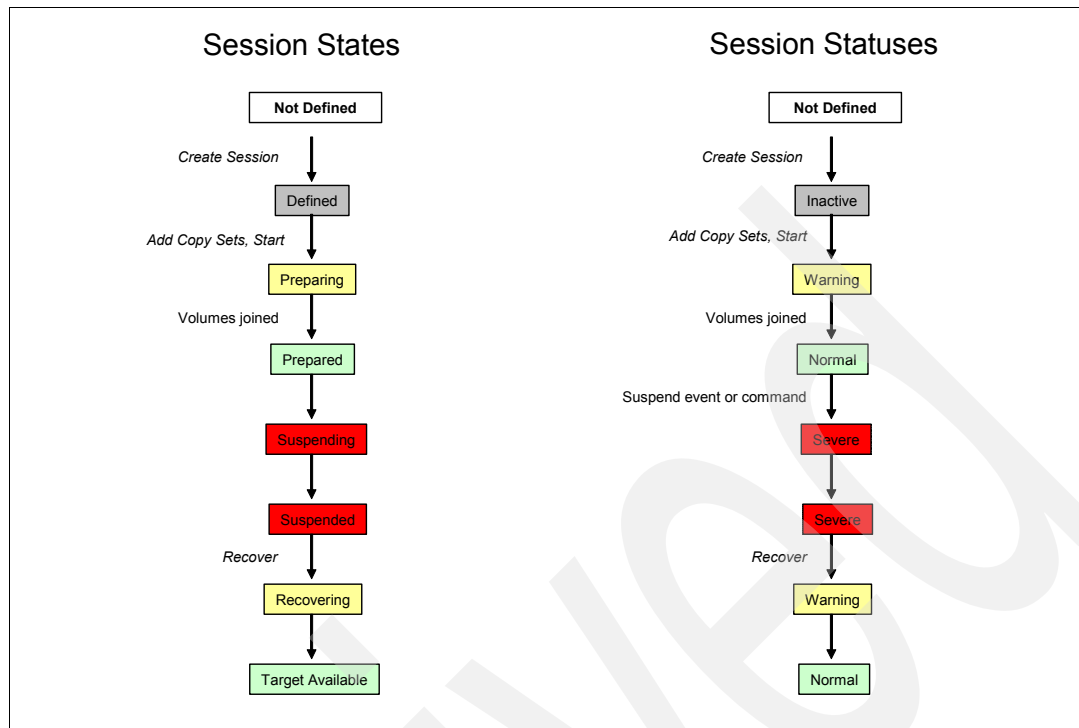 Session States
Not Defined
Create Session
Defined
Add Copy Sets, Start
Preparing
Volumes joined
Prepared
Suspending
Suspended
Recover
Recovering
Target Available
Session Statuses
Not Defined
Create Session
Inactive
Add Copy Sets, Start
Warning
Volumes joined
Normal
Suspend event or command
Severe
Severe
Recover
Warning
Normal